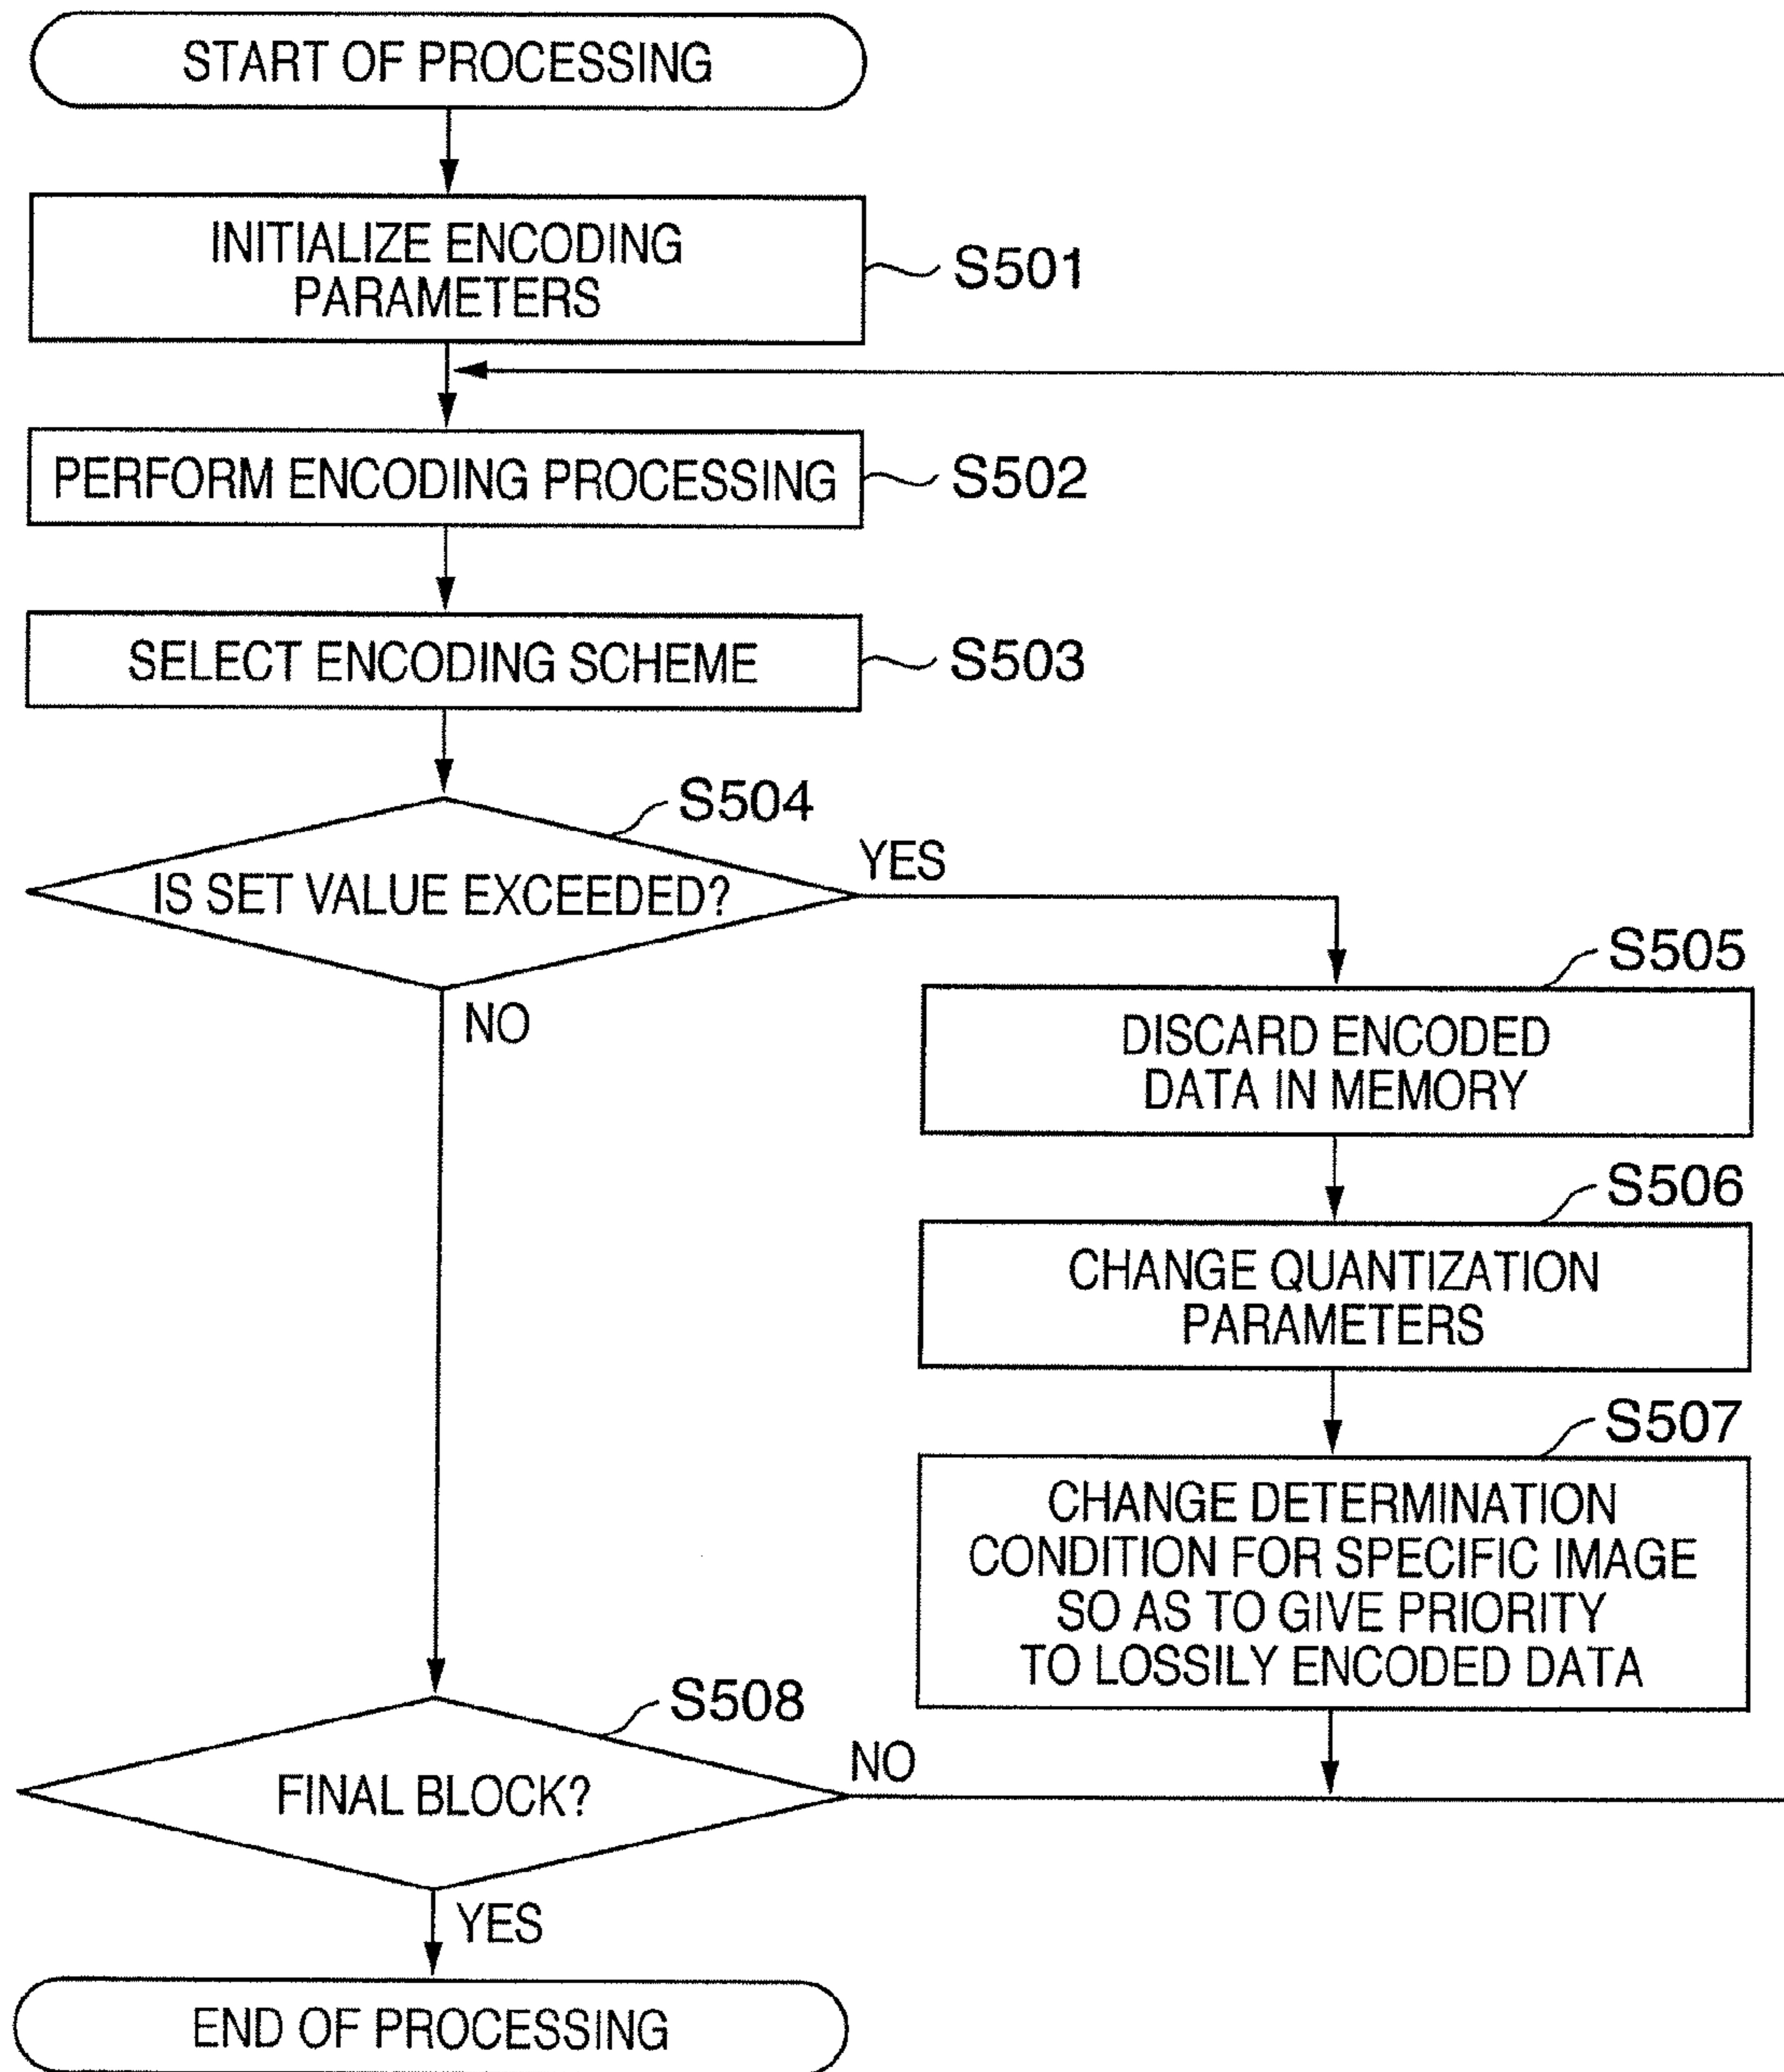 START OF PROCESSING
INITIALIZE ENCODING
PARAMETERS
S501
PERFORM ENCODING PROCESSING
S502
SELECT ENCODING SCHEME
S503
S504
IS SET VALUE EXCEEDED?
YES
NO
S505
DISCARD ENCODED
DATA IN MEMORY
S506
CHANGE QUANTIZATION
PARAMETERS
S507
CHANGE DETERMINATION
CONDITION FOR SPECIFIC IMAGE
SO AS TO GIVE PRIORITY
TO LOSSILY ENCODED DATA
S508
FINAL BLOCK?
NO
YES
END OF PROCESSING